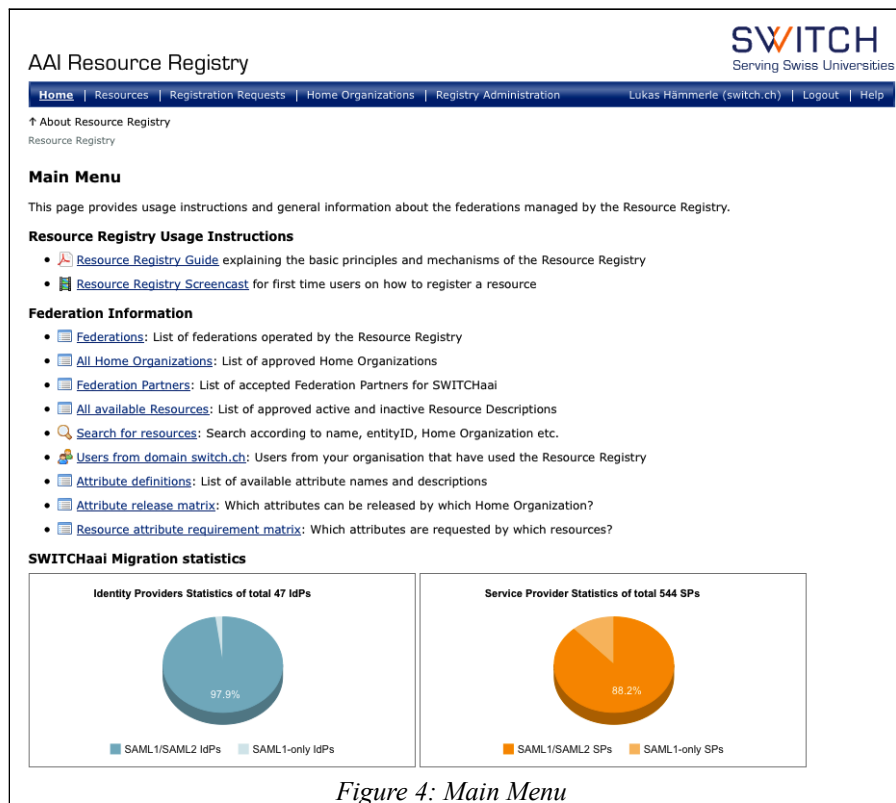 SWITCH
Serving Swiss Universities
AAI Resource Registry
Home | Resources | Registration Requests | Home Organizations | Registry Administration Lukas Hämmerle (switch.ch) | Logout | Help
↑ About Resource Registry
Resource Registry
Main Menu
This page provides usage instructions and general information about the federations managed by the Resource Registry.
Resource Registry Usage Instructions
• Resource Registry Guide explaining the basic principles and mechanisms of the Resource Registry
• Resource Registry Screencast for first time users on how to register a resource
Federation Information
• Federations: List of federations operated by the Resource Registry
• All Home Organizations: List of approved Home Organizations
• Federation Partners: List of accepted Federation Partners for SWITCHaai
• All available Resources: List of approved active and inactive Resource Descriptions
• Search for resources: Search according to name, entityID, Home Organization etc.
• Users from domain switch.ch: Users from your organisation that have used the Resource Registry
• Attribute definitions: List of available attribute names and descriptions
• Attribute release matrix: Which attributes can be released by which Home Organization?
• Resource attribute requirement matrix: Which attributes are requested by which resources?
SWITCHaai Migration statistics
Identity Providers Statistics of total 47 IdPs
97.9%
SAML1/SAML2 IdPs SAML1-only IdPs
Service Provider Statistics of total 544 SPs
88.2%
SAML1/SAML2 SPs SAML1-only SPs
Figure 4: Main Menu